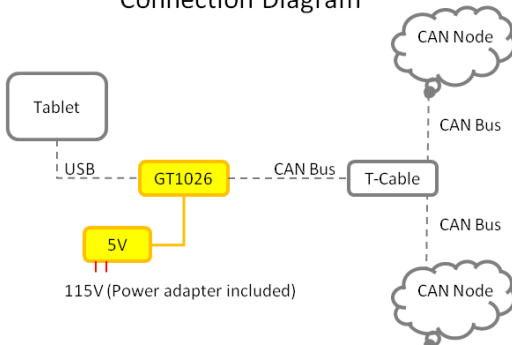 Connection Diagram
CAN Node
Tablet
CAN Bus
USB
GT1026
CAN Bus
T-Cable
5V
CAN Bus
115V (Power adapter included)
CAN Node